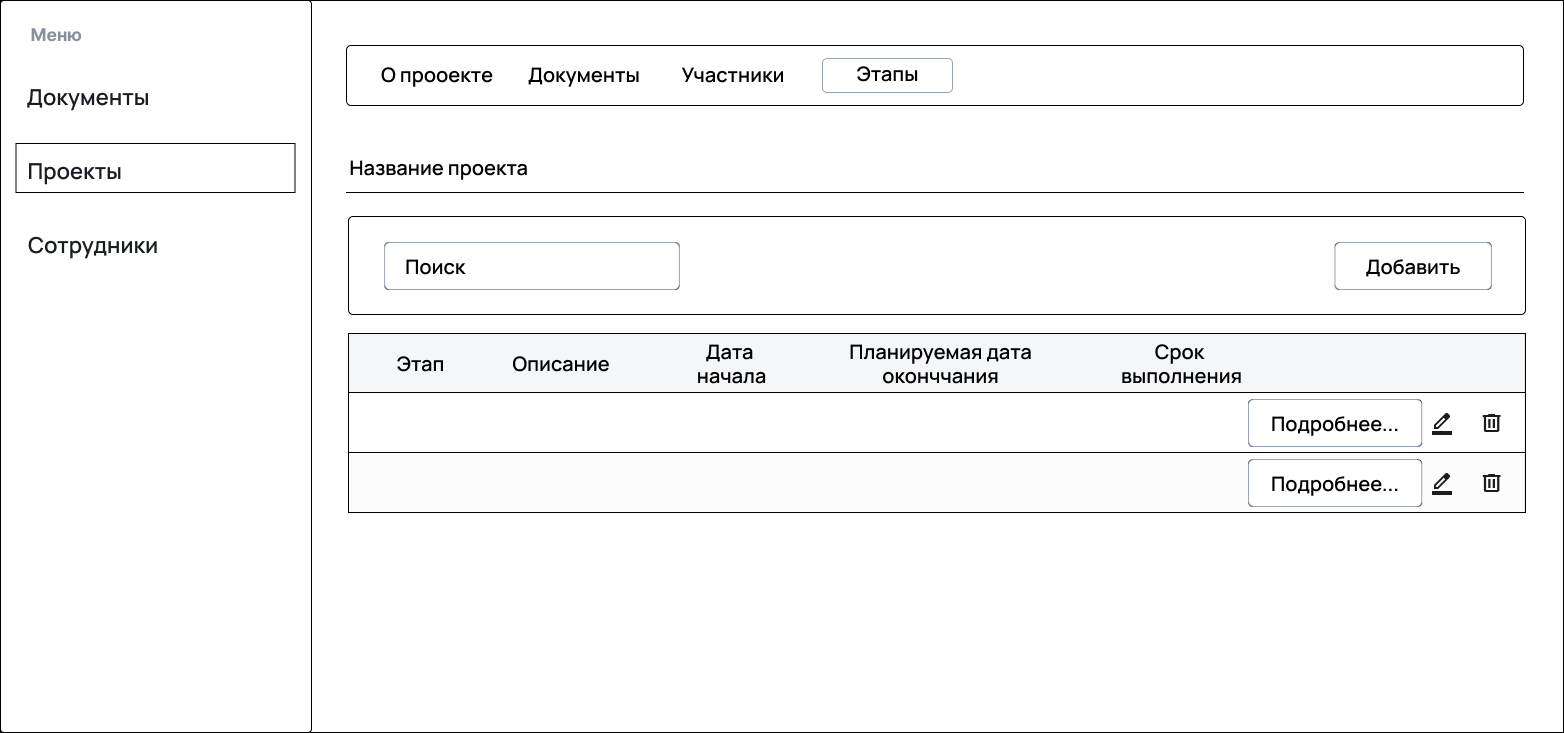 Меню
Документы
Проекты
Сотрудники
О прооекте Документы Участники Этапы
Название проекта
Поиск Добавить
Этап Описание Дата начала Планируемая дата оконччания Срок выполнения
Подробнее...
Подробнее...